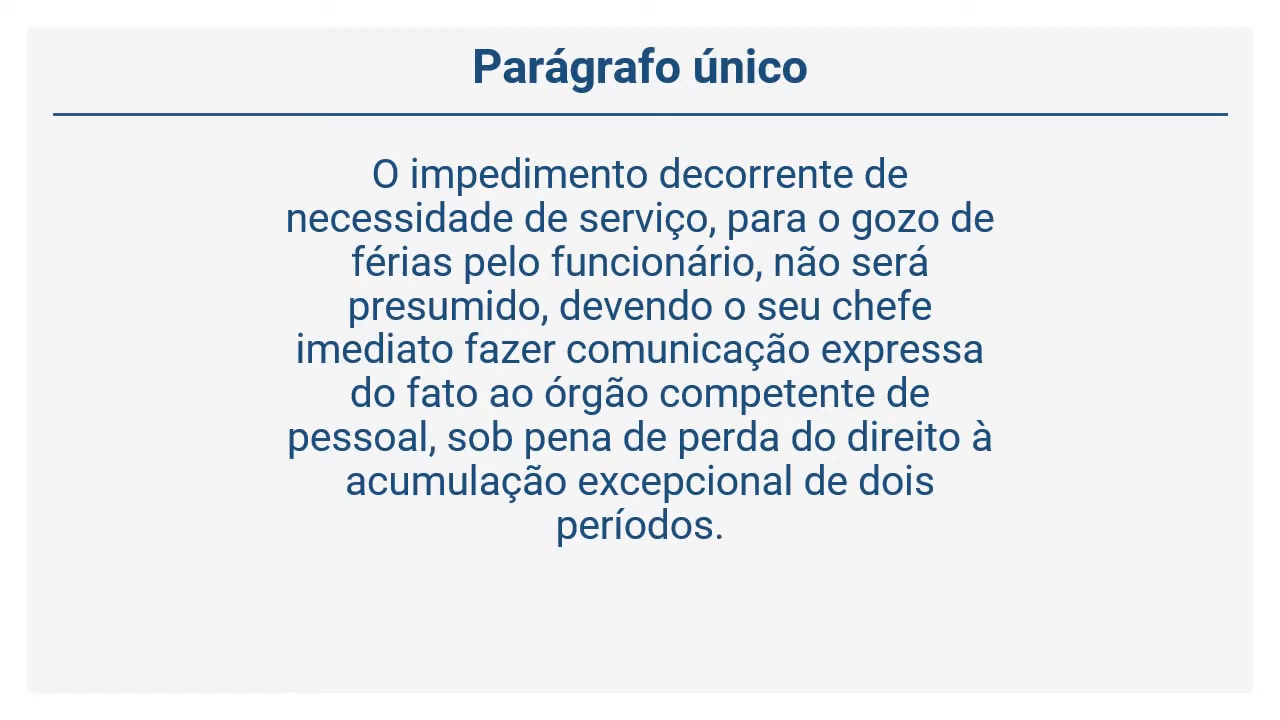 Parágrafo único
O impedimento decorrente de
necessidade de serviço, para o gozo de
férias pelo funcionário, não será
presumido, devendo o seu chefe
imediato fazer comunicação expressa
do fato ao órgão competente de
pessoal, sob pena de perda do direito à
acumulação excepcional de dois
períodos.